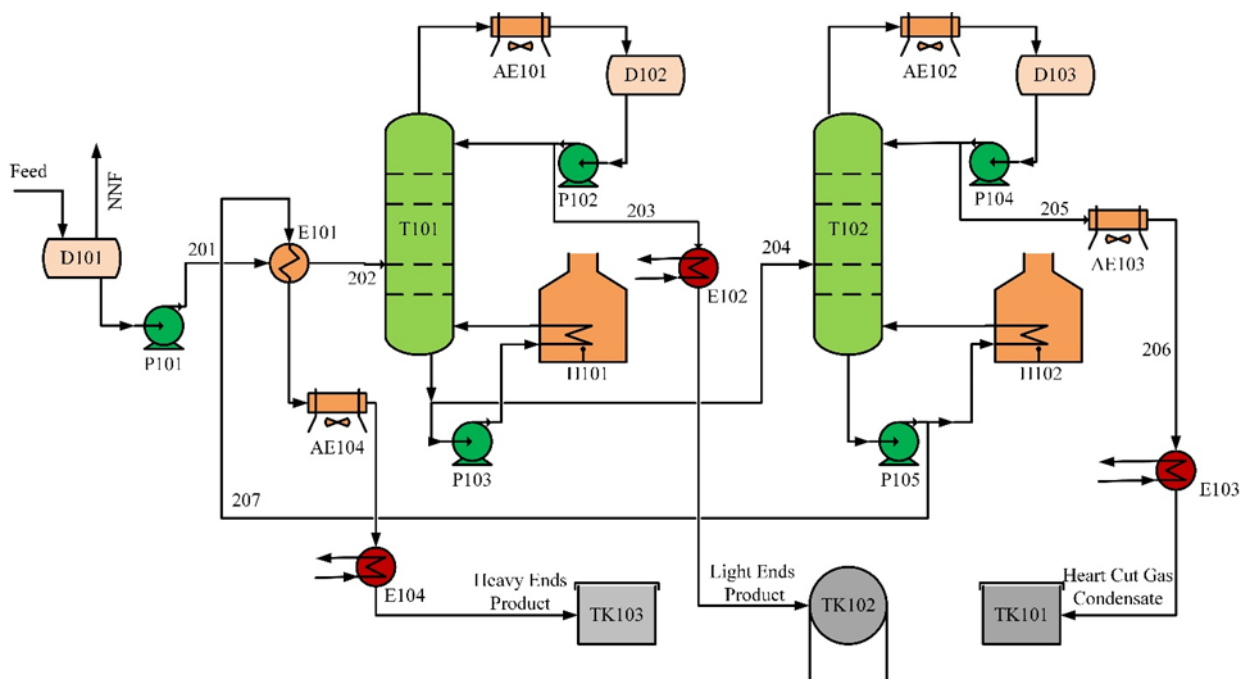 AE101
D102
AE102
D103
Feed
NNF
P102
P104
203
205
201
E101
T101
T102
D101
204
AE103
202
E102
P101
206
H101
H102
AE104
P103
P105
E103
207
Heavy Ends
Product
Light Ends
Product
Heart Cut Gas
Condensate
E104
TK103
TK102
TK101